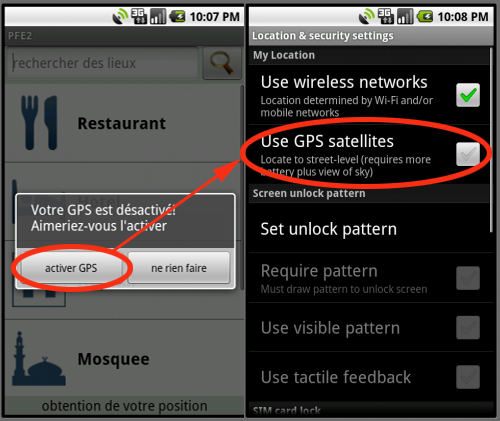 3G
10:07 PM
PFE2
rechercher des lieux
Restaurant
Votre GPS est désactivé!
Aimeriez-vous l'activer
activer GPS
ne rien faire
Mosquee
obtention de votre position
3G
10:08 PM
Location & security settings
My Location
Use wireless networks
Location determined by Wi-Fi and/or
mobile networks
Use GPS satellites
Locate to street-level (requires more
battery plus view of sky)
Screen unlock pattern
Set unlock pattern
Require pattern
Must draw pattern to unlock screen
Use visible pattern
Use tactile feedback
SIM card lock